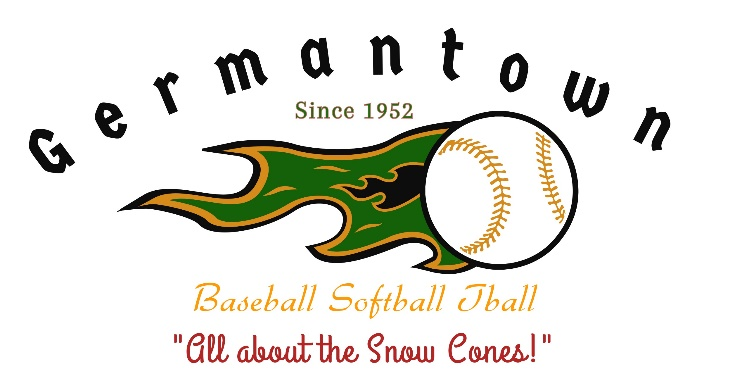 Germantown
Since 1952
Baseball Softball Tball
"All about the Snow Cones!"